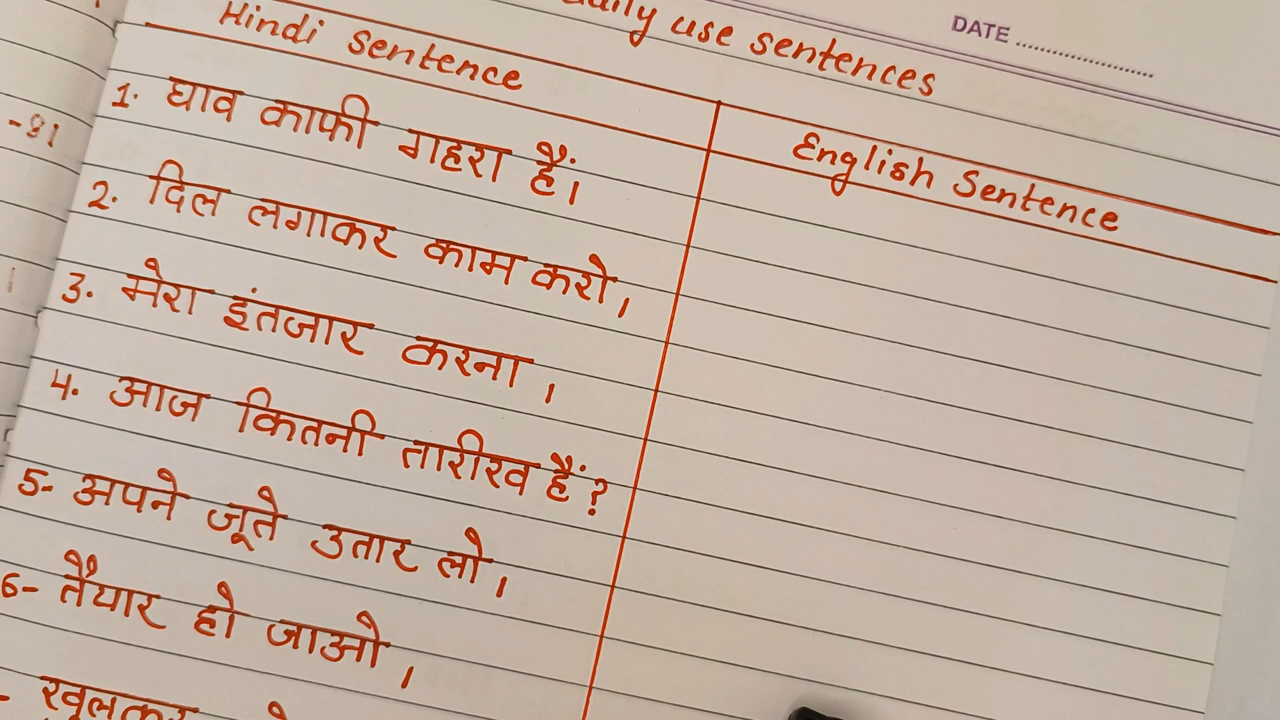 daily use sentences
DATE
Hindi Sentence
English Sentence
1. घाव काफी गहरा हैं।
2. दिल लगाकर काम करो।
3. मेरा इंतजार करना।
4. आज कितनी तारीख हैं?
5- अपने जूते उतार लो।
6- तैयार हो जाओ।